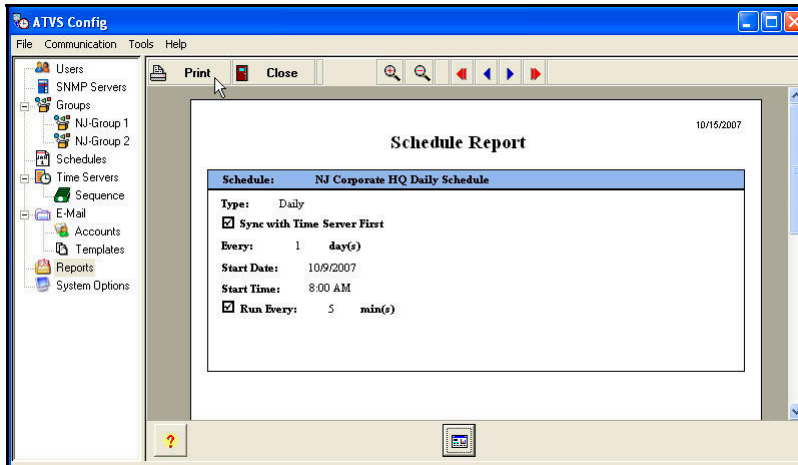 ATVS Config
File Communication Tools Help
Users
SNMP Servers
Groups
NJ-Group 1
NJ-Group 2
Schedules
Time Servers
Sequence
E-Mail
Accounts
Templates
Reports
System Options
Print Close
10/15/2007
Schedule Report
Schedule: NJ Corporate HQ Daily Schedule
Type: Daily
Sync with Time Server First
Every: 1 day(s)
Start Date: 10/9/2007
Start Time: 8:00 AM
Run Every: 5 min(s)
?